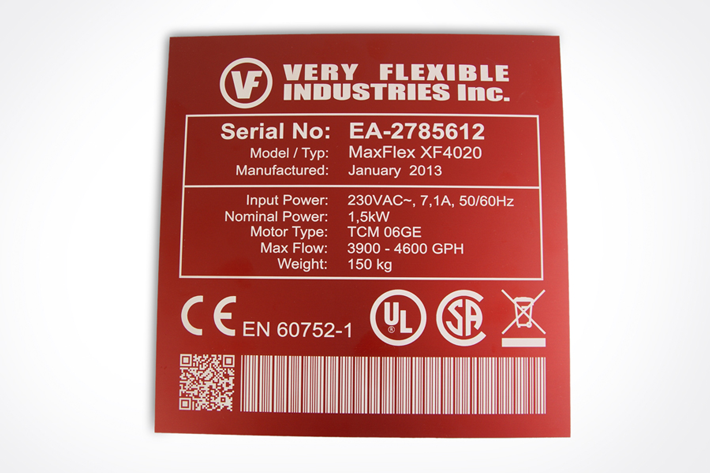 VF VERY FLEXIBLE
INDUSTRIES Inc.
Serial No: EA-2785612
Model / Typ: MaxFlex XF4020
Manufactured: January 2013
Input Power: 230VAC~, 7,1A, 50/60Hz
Nominal Power: 1,5kW
Motor Type: TCM 06GE
Max Flow: 3900 - 4600 GPH
Weight: 150 kg
CE EN 60752-1 UL ® SA